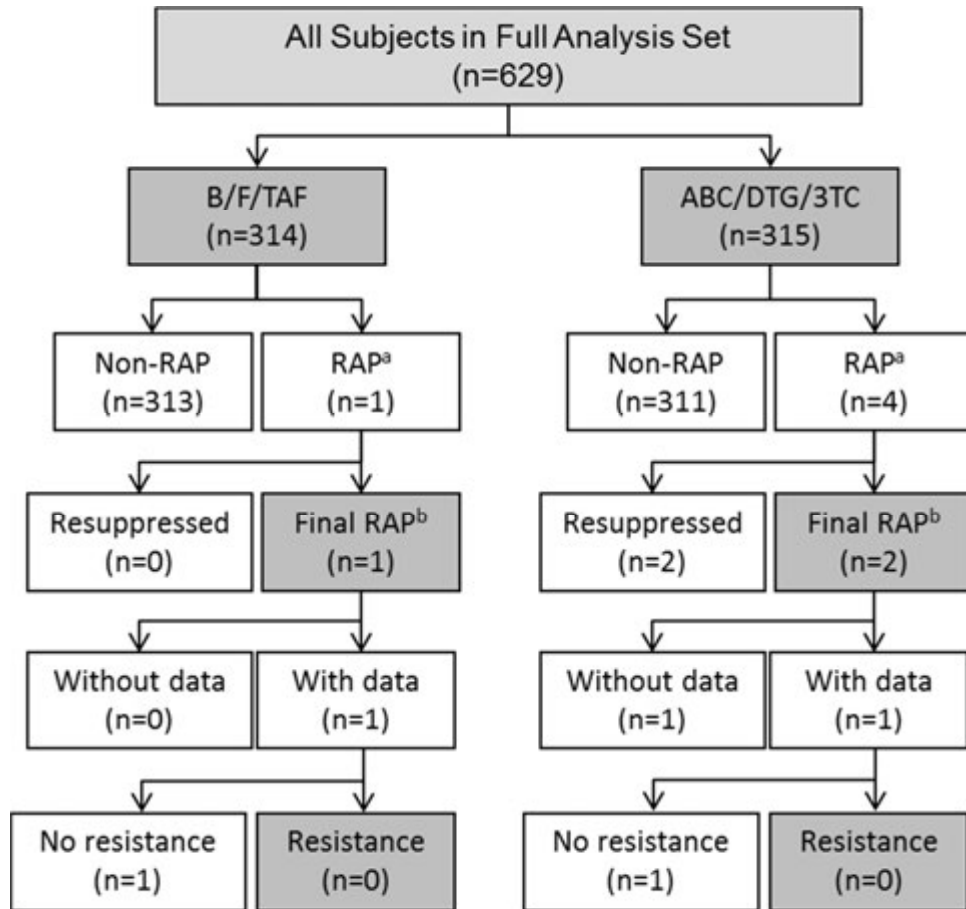 All Subjects in Full Analysis Set
(n=629)
B/F/TAF
(n=314)
ABC/DTG/3TC
(n=315)
Non-RAP
(n=313)
RAPᵃ
(n=1)
Non-RAP
(n=311)
RAPᵃ
(n=4)
Resuppressed
(n=0)
Final RAPᵇ
(n=1)
Resuppressed
(n=2)
Final RAPᵇ
(n=2)
Without data
(n=0)
With data
(n=1)
Without data
(n=1)
With data
(n=1)
No resistance
(n=1)
Resistance
(n=0)
No resistance
(n=1)
Resistance
(n=0)